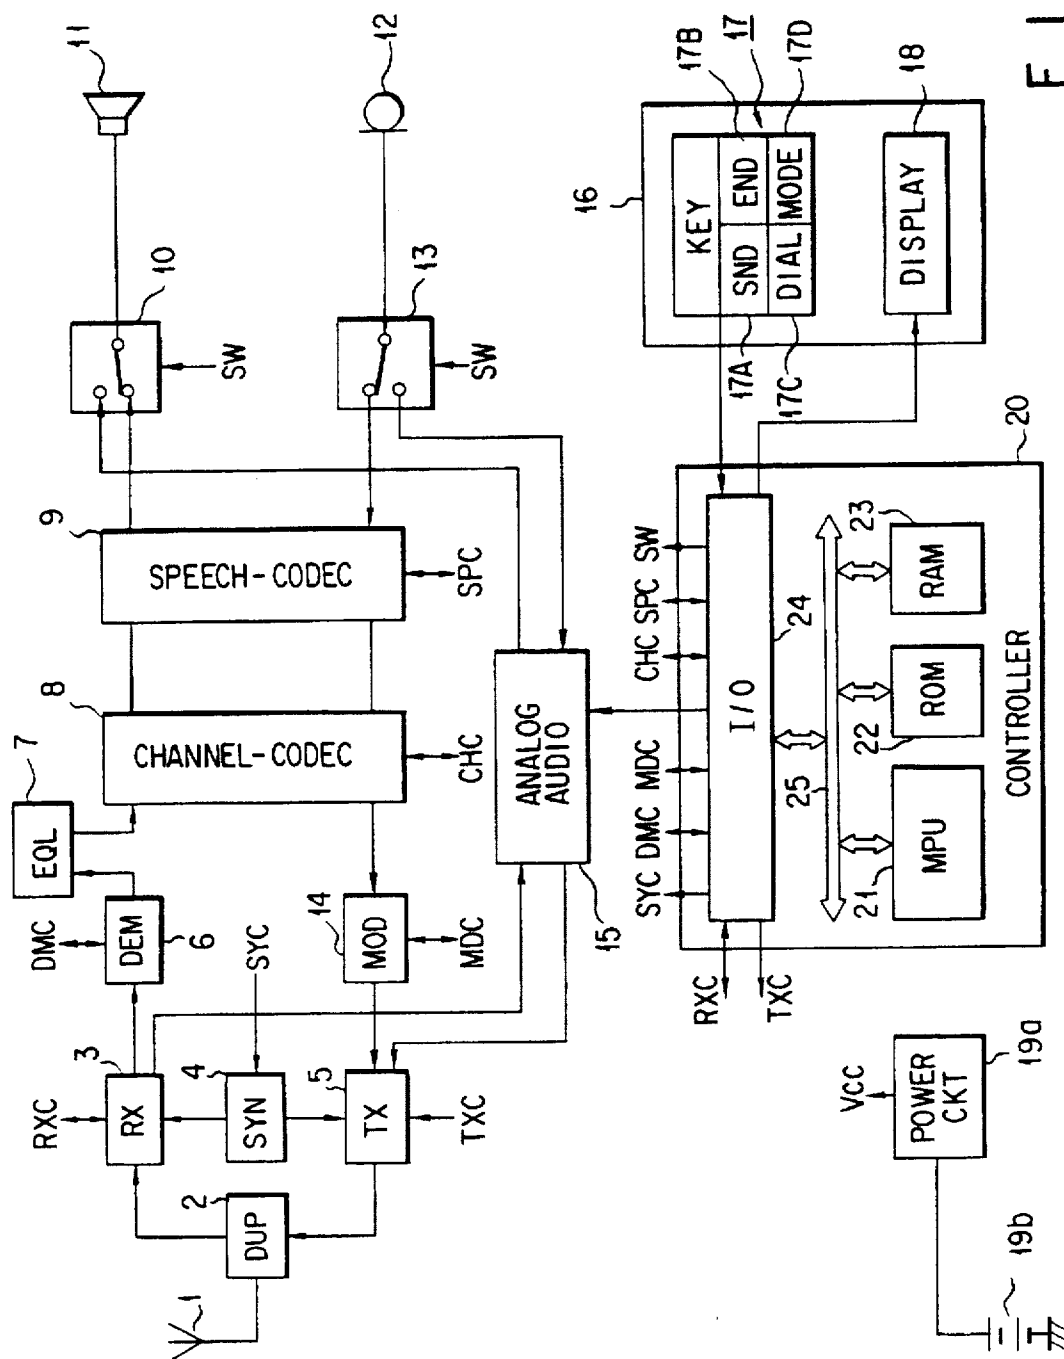 11
12
10
SW
13
SW
9
SPEECH-CODEC
SPC
8
CHANNEL-CODEC
CHC
7
EQL
DMC
DEM
6
SYC
14
MOD
MDC
ANALOG
AUDIO
15
RXC
3
RX
4
SYN
5
TX
TXC
2
DUP
1
16
KEY
SND
END
DIAL
MODE
17A
17B
17C
17D
17
DISPLAY
18
20
SYC
DMC
MDC
CHC
SPC
SW
RXC
TXC
I/O
24
25
21
MPU
22
ROM
23
RAM
CONTROLLER
VCC
POWER
CKT
19a
19b